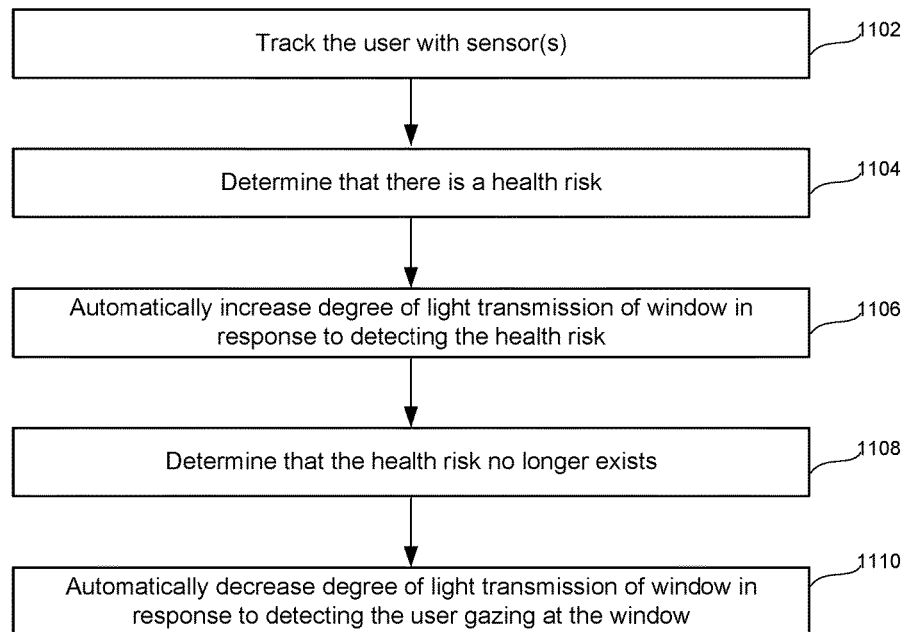 Track the user with sensor(s)
1102
Determine that there is a health risk
1104
Automatically increase degree of light transmission of window in
response to detecting the health risk
1106
Determine that the health risk no longer exists
1108
Automatically decrease degree of light transmission of window in
response to detecting the user gazing at the window
1110